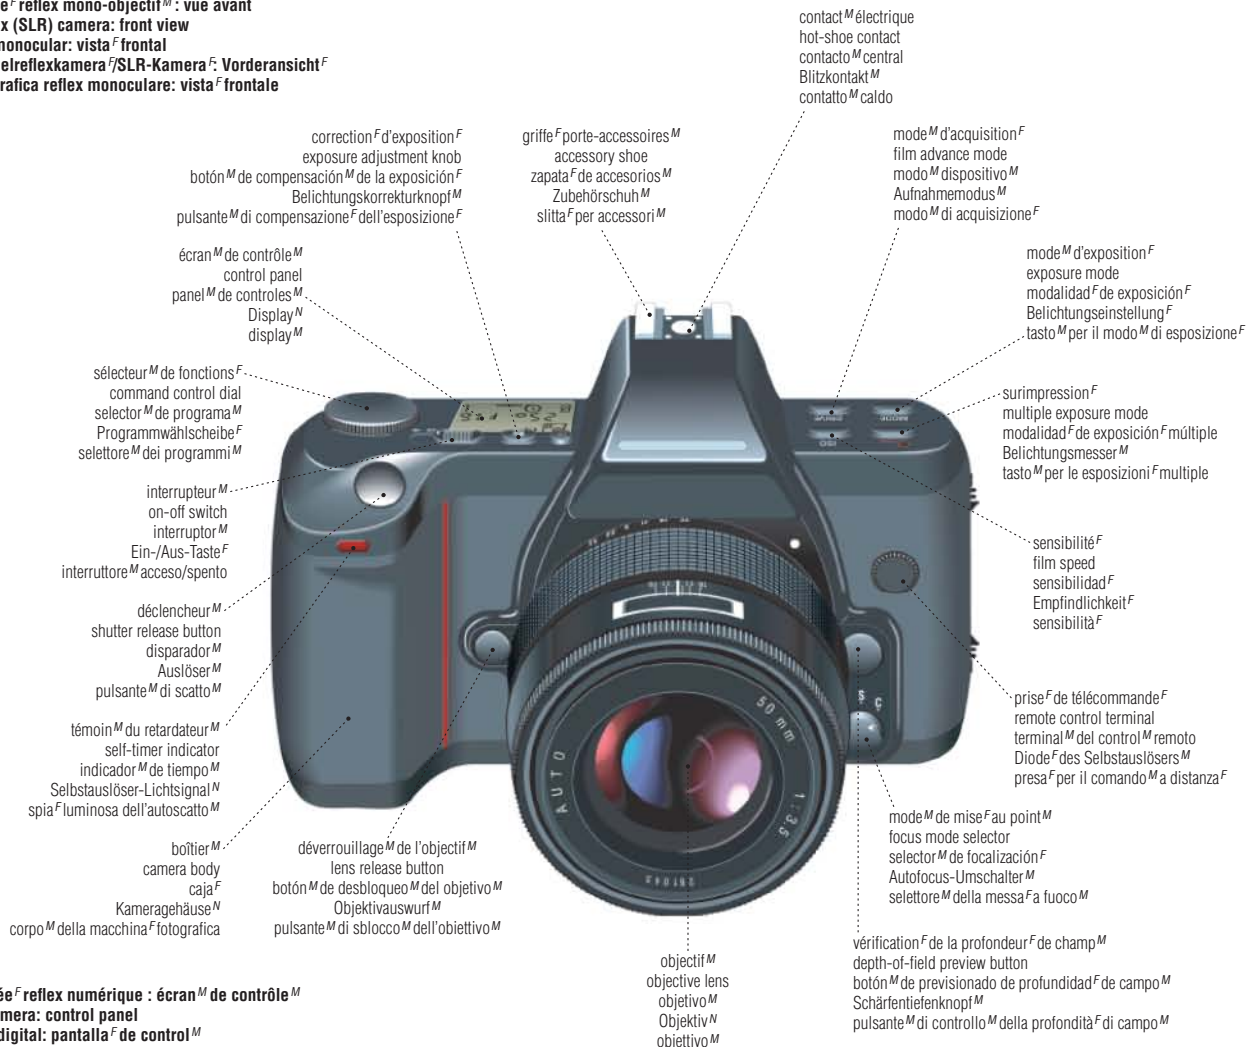 reflex mono-objectif M : vue avant
(SLR) camera: front view
monocular: vista F frontal
elreflexkamera F/SLR-Kamera F: Vorderansicht F
rafica reflex monoculare: vista F frontale
contact M électrique
hot-shoe contact
contacto M central
Blitzkontakt M
contatto M caldo
correction F d'exposition F
exposure adjustment knob
botón M de compensación M de la exposición F
Belichtungskorrekturknopf M
pulsante M di compensazione F dell'esposizione F
griffe F porte-accessoires M
accessory shoe
zapata F de accesorios M
Zubehörschuh M
slitta F per accessori M
mode M d'acquisition F
film advance mode
modo M dispositivo M
Aufnahmemodus M
modo M di acquisizione F
écran M de contrôle M
control panel
panel M de controles M
Display N
display M
mode M d'exposition F
exposure mode
modalidad F de exposición F
Belichtungseinstellung F
tasto M per il modo M di esposizione F
sélecteur M de fonctions F
command control dial
selector M de programa M
Programmwählscheibe F
selettore M dei programmi M
surimpression F
multiple exposure mode
modalidad F de exposición F múltiple
Belichtungsmesser M
tasto M per le esposizioni F multiple
interrupteur M
on-off switch
interruptor M
Ein-/Aus-Taste F
interruttore M acceso/spento
sensibilité F
film speed
sensibilidad F
Empfindlichkeit F
sensibilità F
déclencheur M
shutter release button
disparador M
Auslöser M
pulsante M di scatto M
prise F de télécommande F
remote control terminal
terminal M del control M remoto
Diode F des Selbstauslösers M
presa F per il comando M a distanza F
témoin M du retardateur M
self-timer indicator
indicador M de tiempo M
Selbstauslöser-Lichtsignal N
spia F luminosa dell'autoscatto M
mode M de mise F au point M
focus mode selector
selector M de focalización F
Autofocus-Umschalter M
selettore M della messa F a fuoco M
boîtier M
camera body
caja F
Kameragehäuse N
corpo M della macchina F fotografica
déverrouillage M de l'objectif M
lens release button
botón M de desbloqueo M del objetivo M
Objektivauswurf M
pulsante M di sblocco M dell'obiettivo M
objectif M
objective lens
objetivo M
Objektiv N
obiettivo M
vérification F de la profondeur F de champ M
depth-of-field preview button
botón M de previsionado de profundidad F de campo M
Schärfentiefenknopf M
pulsante M di controllo M della profondità F di campo M
ée F reflex numérique : écran M de contrôle M
mera: control panel
digital: pantalla F de control M
DRIVE
MODE
ISO
S C
AUTO
50 mm
1:3,5